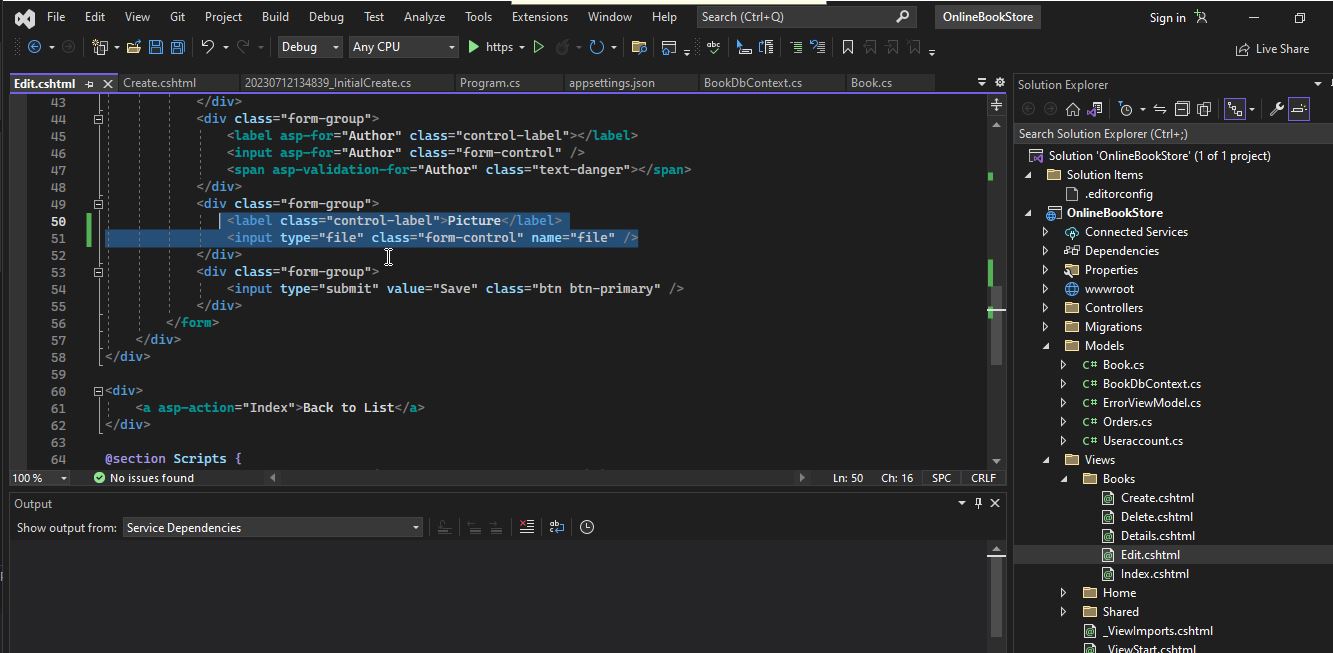 File Edit View Git Project Build Debug Test Analyze Tools Extensions Window Help Search (Ctrl+Q) OnlineBookStore Sign in
Debug Any CPU https Live Share
Edit.cshtml Create.cshtml 20230712134839_InitialCreate.cs Program.cs appsettings.json BookDbContext.cs Book.cs
43 </div>
44 <div class="form-group">
45 <label asp-for="Author" class="control-label"></label>
46 <input asp-for="Author" class="form-control" />
47 <span asp-validation-for="Author" class="text-danger"></span>
48 </div>
49 <div class="form-group">
50 <label class="control-label">Picture</label>
51 <input type="file" class="form-control" name="file" />
52 </div>
53 <div class="form-group">
54 <input type="submit" value="Save" class="btn btn-primary" />
55 </div>
56 </form>
57 </div>
58 </div>
59
60 <div>
61 <a asp-action="Index">Back to List</a>
62 </div>
63
64 @section Scripts {
100 % No issues found Ln: 50 Ch: 16 SPC CRLF
Output
Show output from: Service Dependencies
Solution Explorer
Search Solution Explorer (Ctrl+;)
Solution 'OnlineBookStore' (1 of 1 project)
Solution Items
.editorconfig
OnlineBookStore
Connected Services
Dependencies
Properties
wwwroot
Controllers
Migrations
Models
C# Book.cs
C# BookDbContext.cs
C# ErrorViewModel.cs
C# Orders.cs
C# Useraccount.cs
Views
Books
Create.cshtml
Delete.cshtml
Details.cshtml
Edit.cshtml
Index.cshtml
Home
Shared
_ViewImports.cshtml
_ViewStart.cshtml